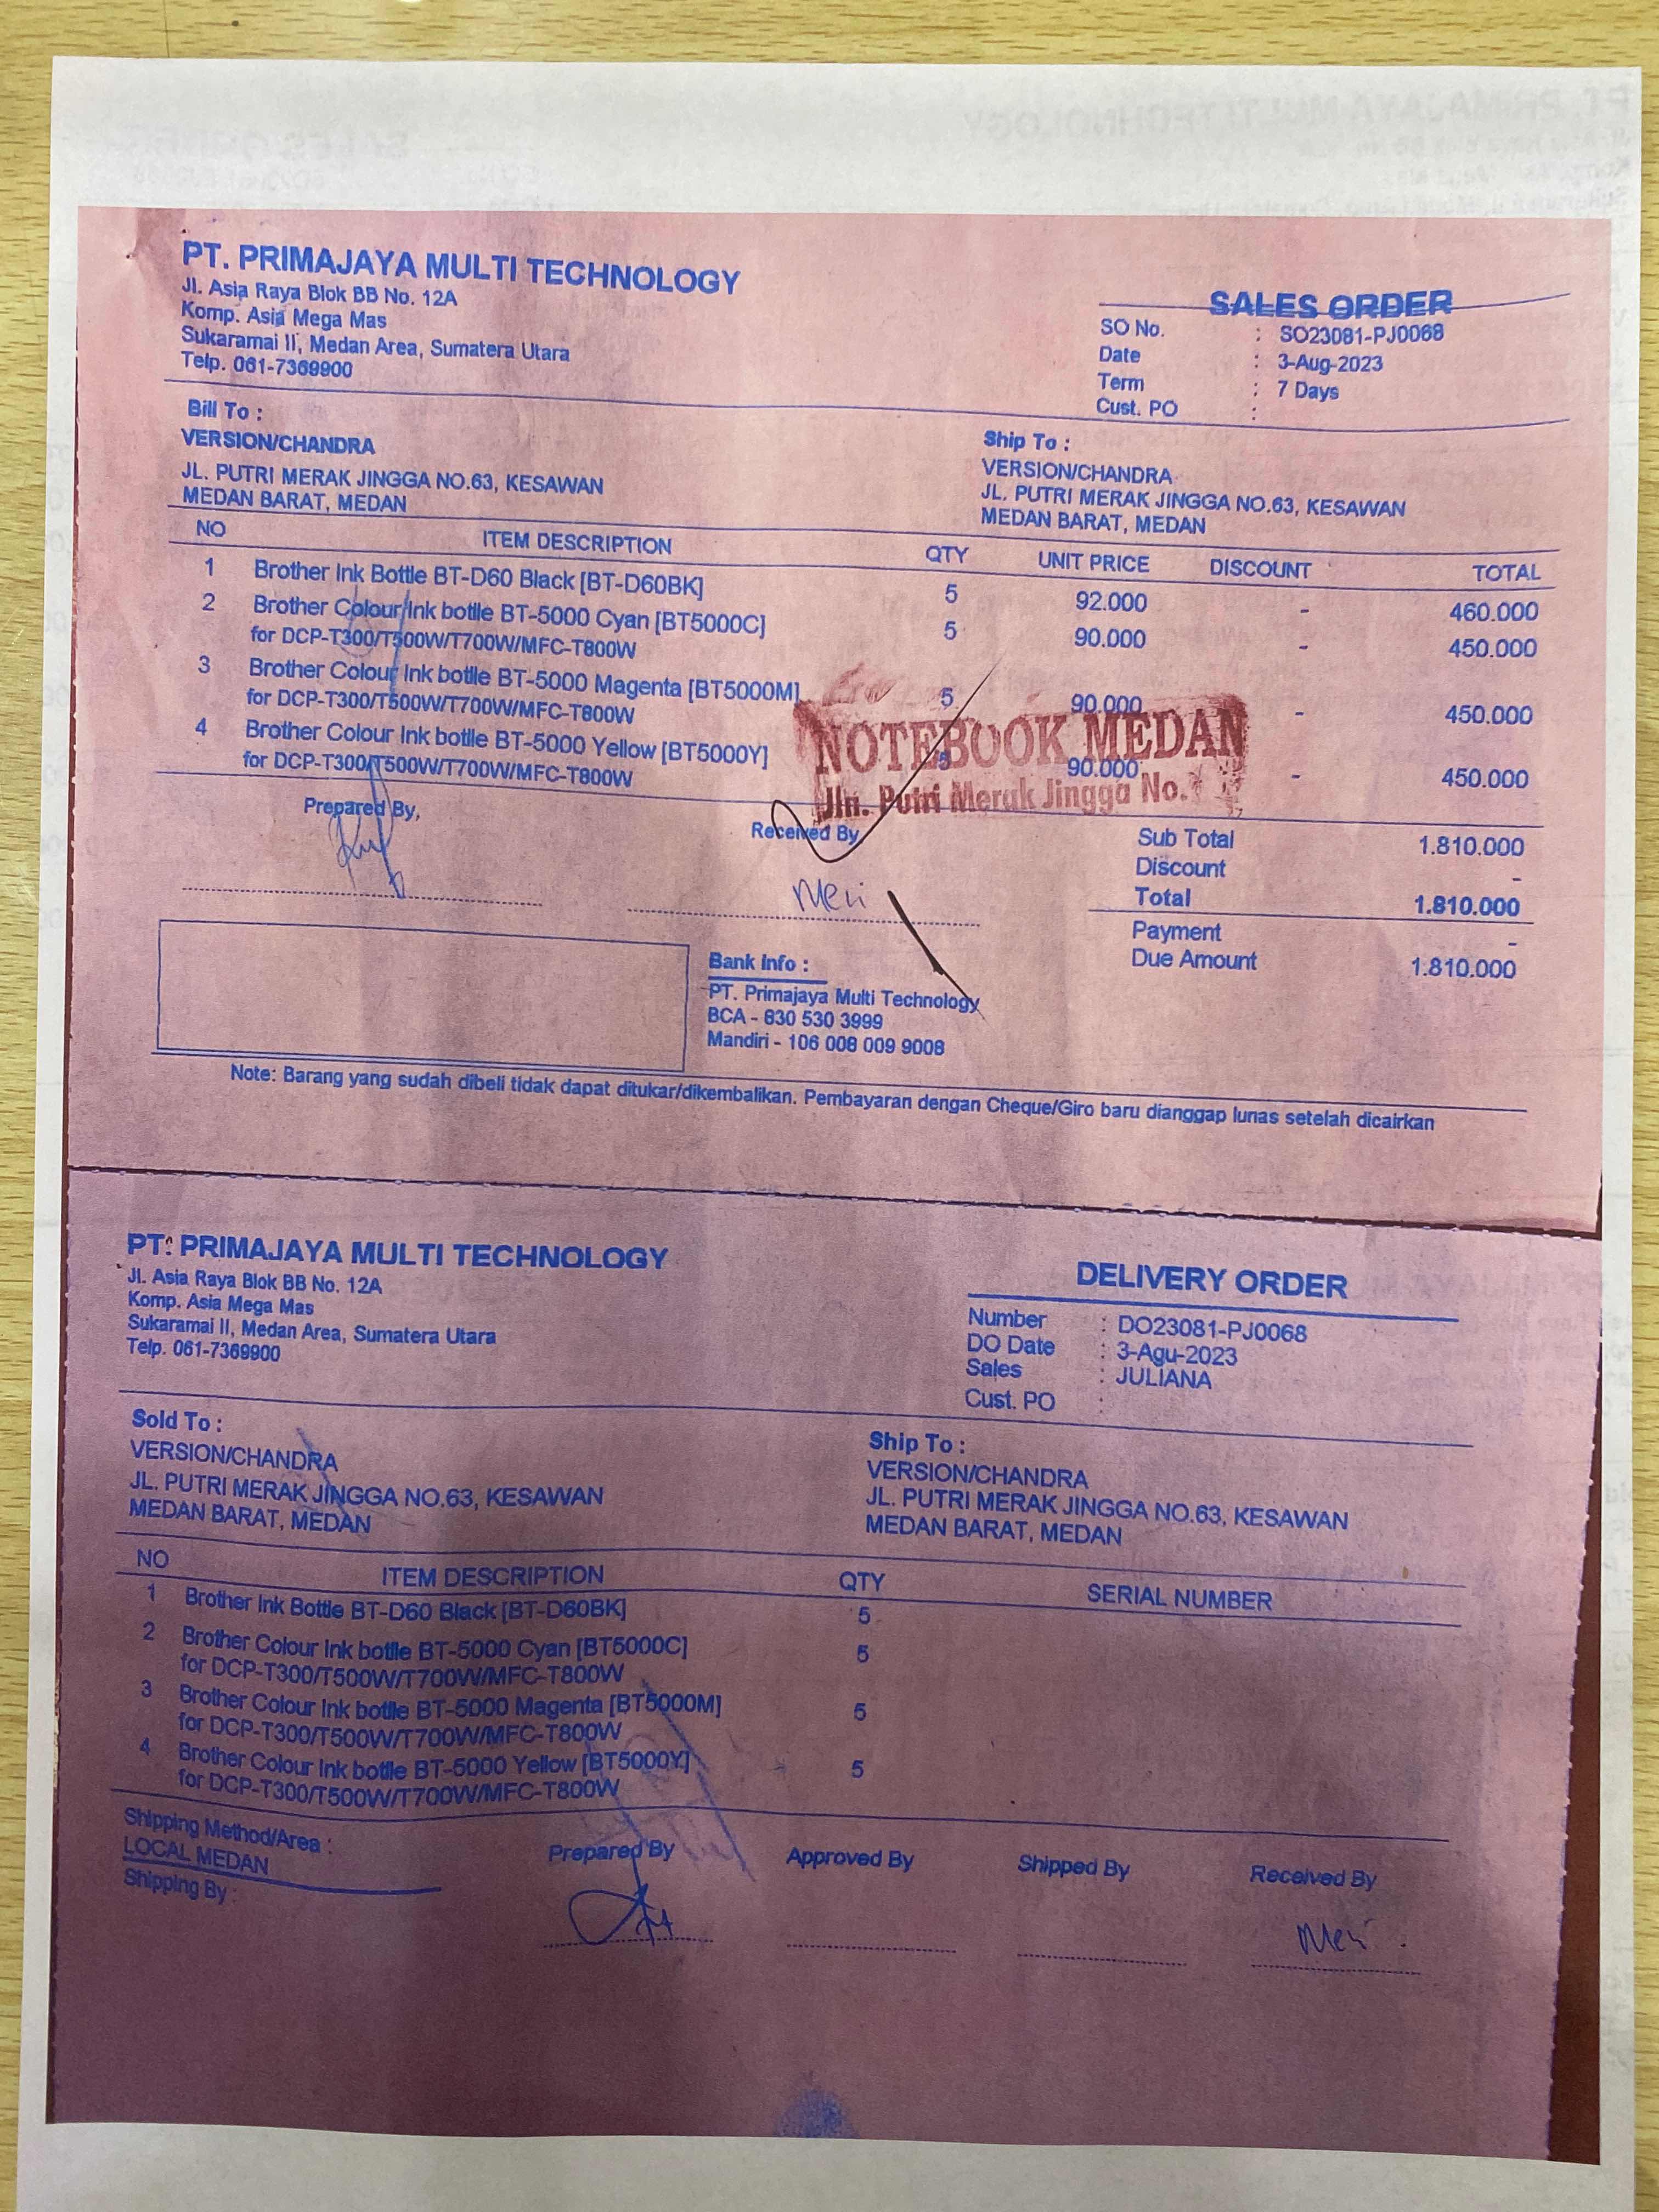 PT. PRIMAJAYA MULTI TECHNOLOGY
Jl. Asia Raya Blok BB No. 12A
Komp. Asia Mega Mas
Sukaramai II, Medan Area, Sumatera Utara
Telp. 061-7369900
SALES ORDER
SO No. : SO23081-PJ0068
Date : 3-Aug-2023
Term : 7 Days
Cust. PO :
Bill To :
VERSION/CHANDRA
JL. PUTRI MERAK JINGGA NO.63, KESAWAN
MEDAN BARAT, MEDAN
Ship To :
VERSION/CHANDRA
JL. PUTRI MERAK JINGGA NO.63, KESAWAN
MEDAN BARAT, MEDAN
NO ITEM DESCRIPTION QTY UNIT PRICE DISCOUNT TOTAL
1 Brother Ink Bottle BT-D60 Black [BT-D60BK] 5 92.000 - 460.000
2 Brother Colour Ink botlle BT-5000 Cyan [BT5000C] 5 90.000 - 450.000
for DCP-T300/T500W/T700W/MFC-T800W
3 Brother Colour Ink botlle BT-5000 Magenta [BT5000M] 5 90.000 - 450.000
for DCP-T300/T500W/T700W/MFC-T800W
4 Brother Colour Ink botlle BT-5000 Yellow [BT5000Y] 5 90.000 - 450.000
for DCP-T300/T500W/T700W/MFC-T800W
NOTEBOOK MEDAN
Jln. Putri Merak Jingga No.
Prepared By,
Received By
Meri
Sub Total 1.810.000
Discount -
Total 1.810.000
Payment -
Due Amount 1.810.000
Bank Info :
PT. Primajaya Multi Technology
BCA - 830 530 3999
Mandiri - 106 008 009 9008
Note: Barang yang sudah dibeli tidak dapat ditukar/dikembalikan. Pembayaran dengan Cheque/Giro baru dianggap lunas setelah dicairkan
PT. PRIMAJAYA MULTI TECHNOLOGY
Jl. Asia Raya Blok BB No. 12A
Komp. Asia Mega Mas
Sukaramai II, Medan Area, Sumatera Utara
Telp. 061-7369900
DELIVERY ORDER
Number : DO23081-PJ0068
DO Date : 3-Agu-2023
Sales : JULIANA
Cust. PO :
Sold To :
VERSION/CHANDRA
JL. PUTRI MERAK JINGGA NO.63, KESAWAN
MEDAN BARAT, MEDAN
Ship To :
VERSION/CHANDRA
JL. PUTRI MERAK JINGGA NO.63, KESAWAN
MEDAN BARAT, MEDAN
NO ITEM DESCRIPTION QTY SERIAL NUMBER
1 Brother Ink Bottle BT-D60 Black [BT-D60BK] 5
2 Brother Colour Ink botlle BT-5000 Cyan [BT5000C] 5
for DCP-T300/T500W/T700W/MFC-T800W
3 Brother Colour Ink botlle BT-5000 Magenta [BT5000M] 5
for DCP-T300/T500W/T700W/MFC-T800W
4 Brother Colour Ink botlle BT-5000 Yellow [BT5000Y] 5
for DCP-T300/T500W/T700W/MFC-T800W
Shipping Method/Area :
LOCAL MEDAN
Shipping By :
Prepared By Approved By Shipped By Received By
Meri